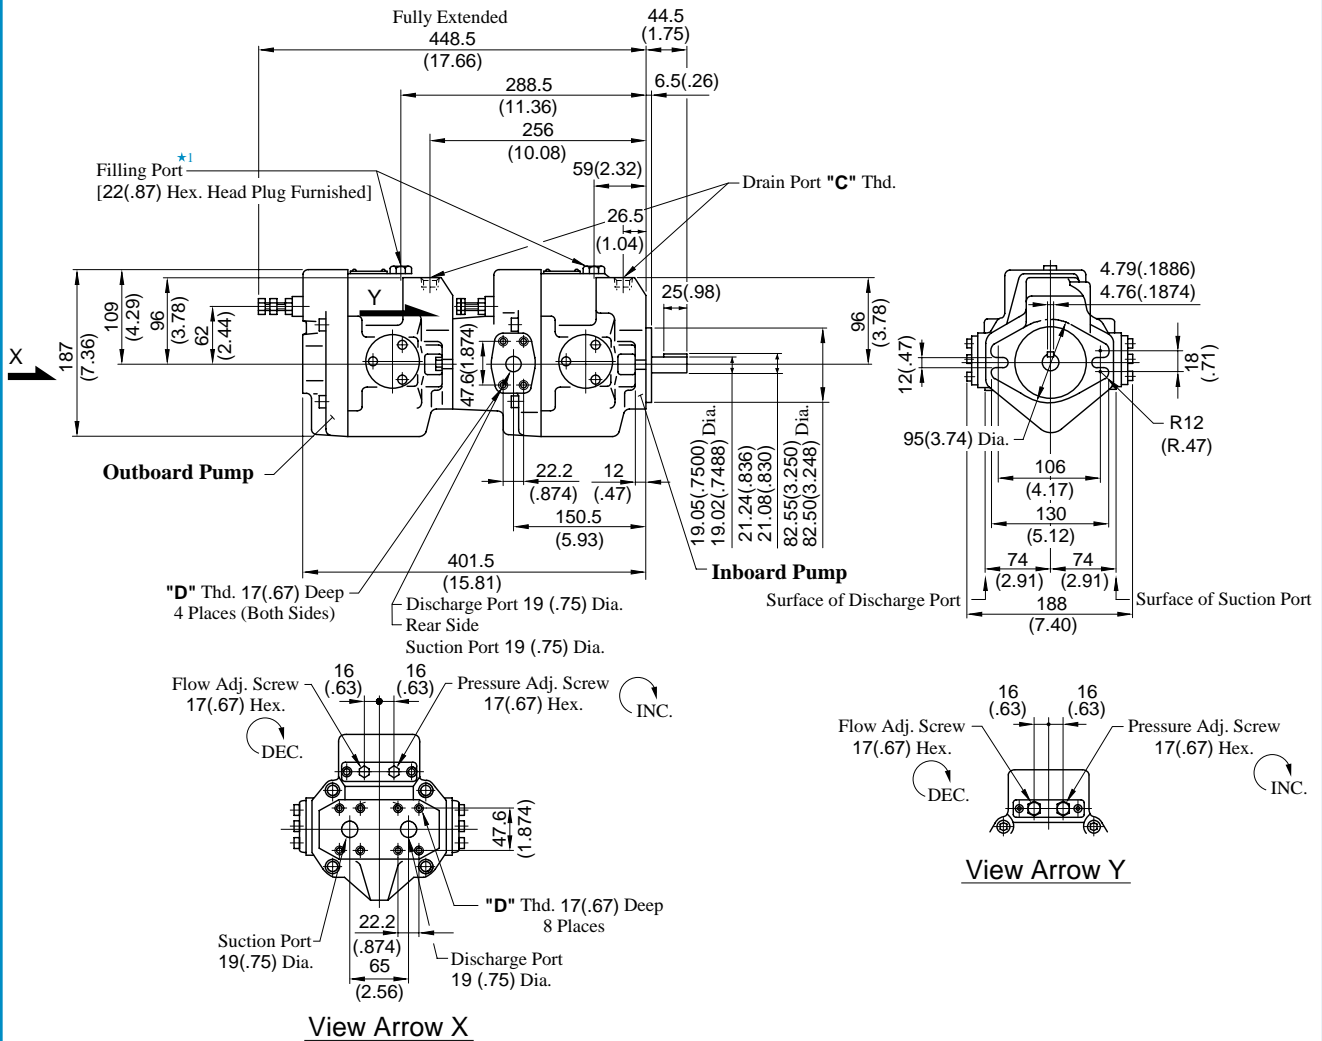 Fully Extended
448.5
(17.66)
44.5
(1.75)
6.5(.26)
288.5
(11.36)
256
(10.08)
59(2.32)
26.5
(1.04)
★1
Filling Port
[22(.87) Hex. Head Plug Furnished]
Drain Port "C" Thd.
X
187
(7.36)
109
(4.29)
96
(3.78)
62
(2.44)
Y
47.6(1.874)
25(.98)
96
(3.78)
4.79(.1886)
4.76(.1874)
12(.47)
18
(.71)
R12
(R.47)
95(3.74) Dia.
106
(4.17)
130
(5.12)
74
(2.91)
74
(2.91)
Surface of Discharge Port
Surface of Suction Port
188
(7.40)
Outboard Pump
22.2
(.874)
12
(.47)
150.5
(5.93)
401.5
(15.81)
19.05(.7500) Dia.
19.02(.7488)
21.24(.836)
21.08(.830)
82.55(3.250) Dia.
82.50(3.248)
Inboard Pump
"D" Thd. 17(.67) Deep
4 Places (Both Sides)
Discharge Port 19 (.75) Dia.
Rear Side
Suction Port 19 (.75) Dia.
Flow Adj. Screw
17(.67) Hex.
DEC.
16
(.63)
16
(.63)
Pressure Adj. Screw
17(.67) Hex.
INC.
47.6
(1.874)
"D" Thd. 17(.67) Deep
8 Places
22.2
(.874)
65
(2.56)
Suction Port
19(.75) Dia.
Discharge Port
19 (.75) Dia.
View Arrow X
16
(.63)
16
(.63)
Flow Adj. Screw
17(.67) Hex.
DEC.
Pressure Adj. Screw
17(.67) Hex.
INC.
View Arrow Y